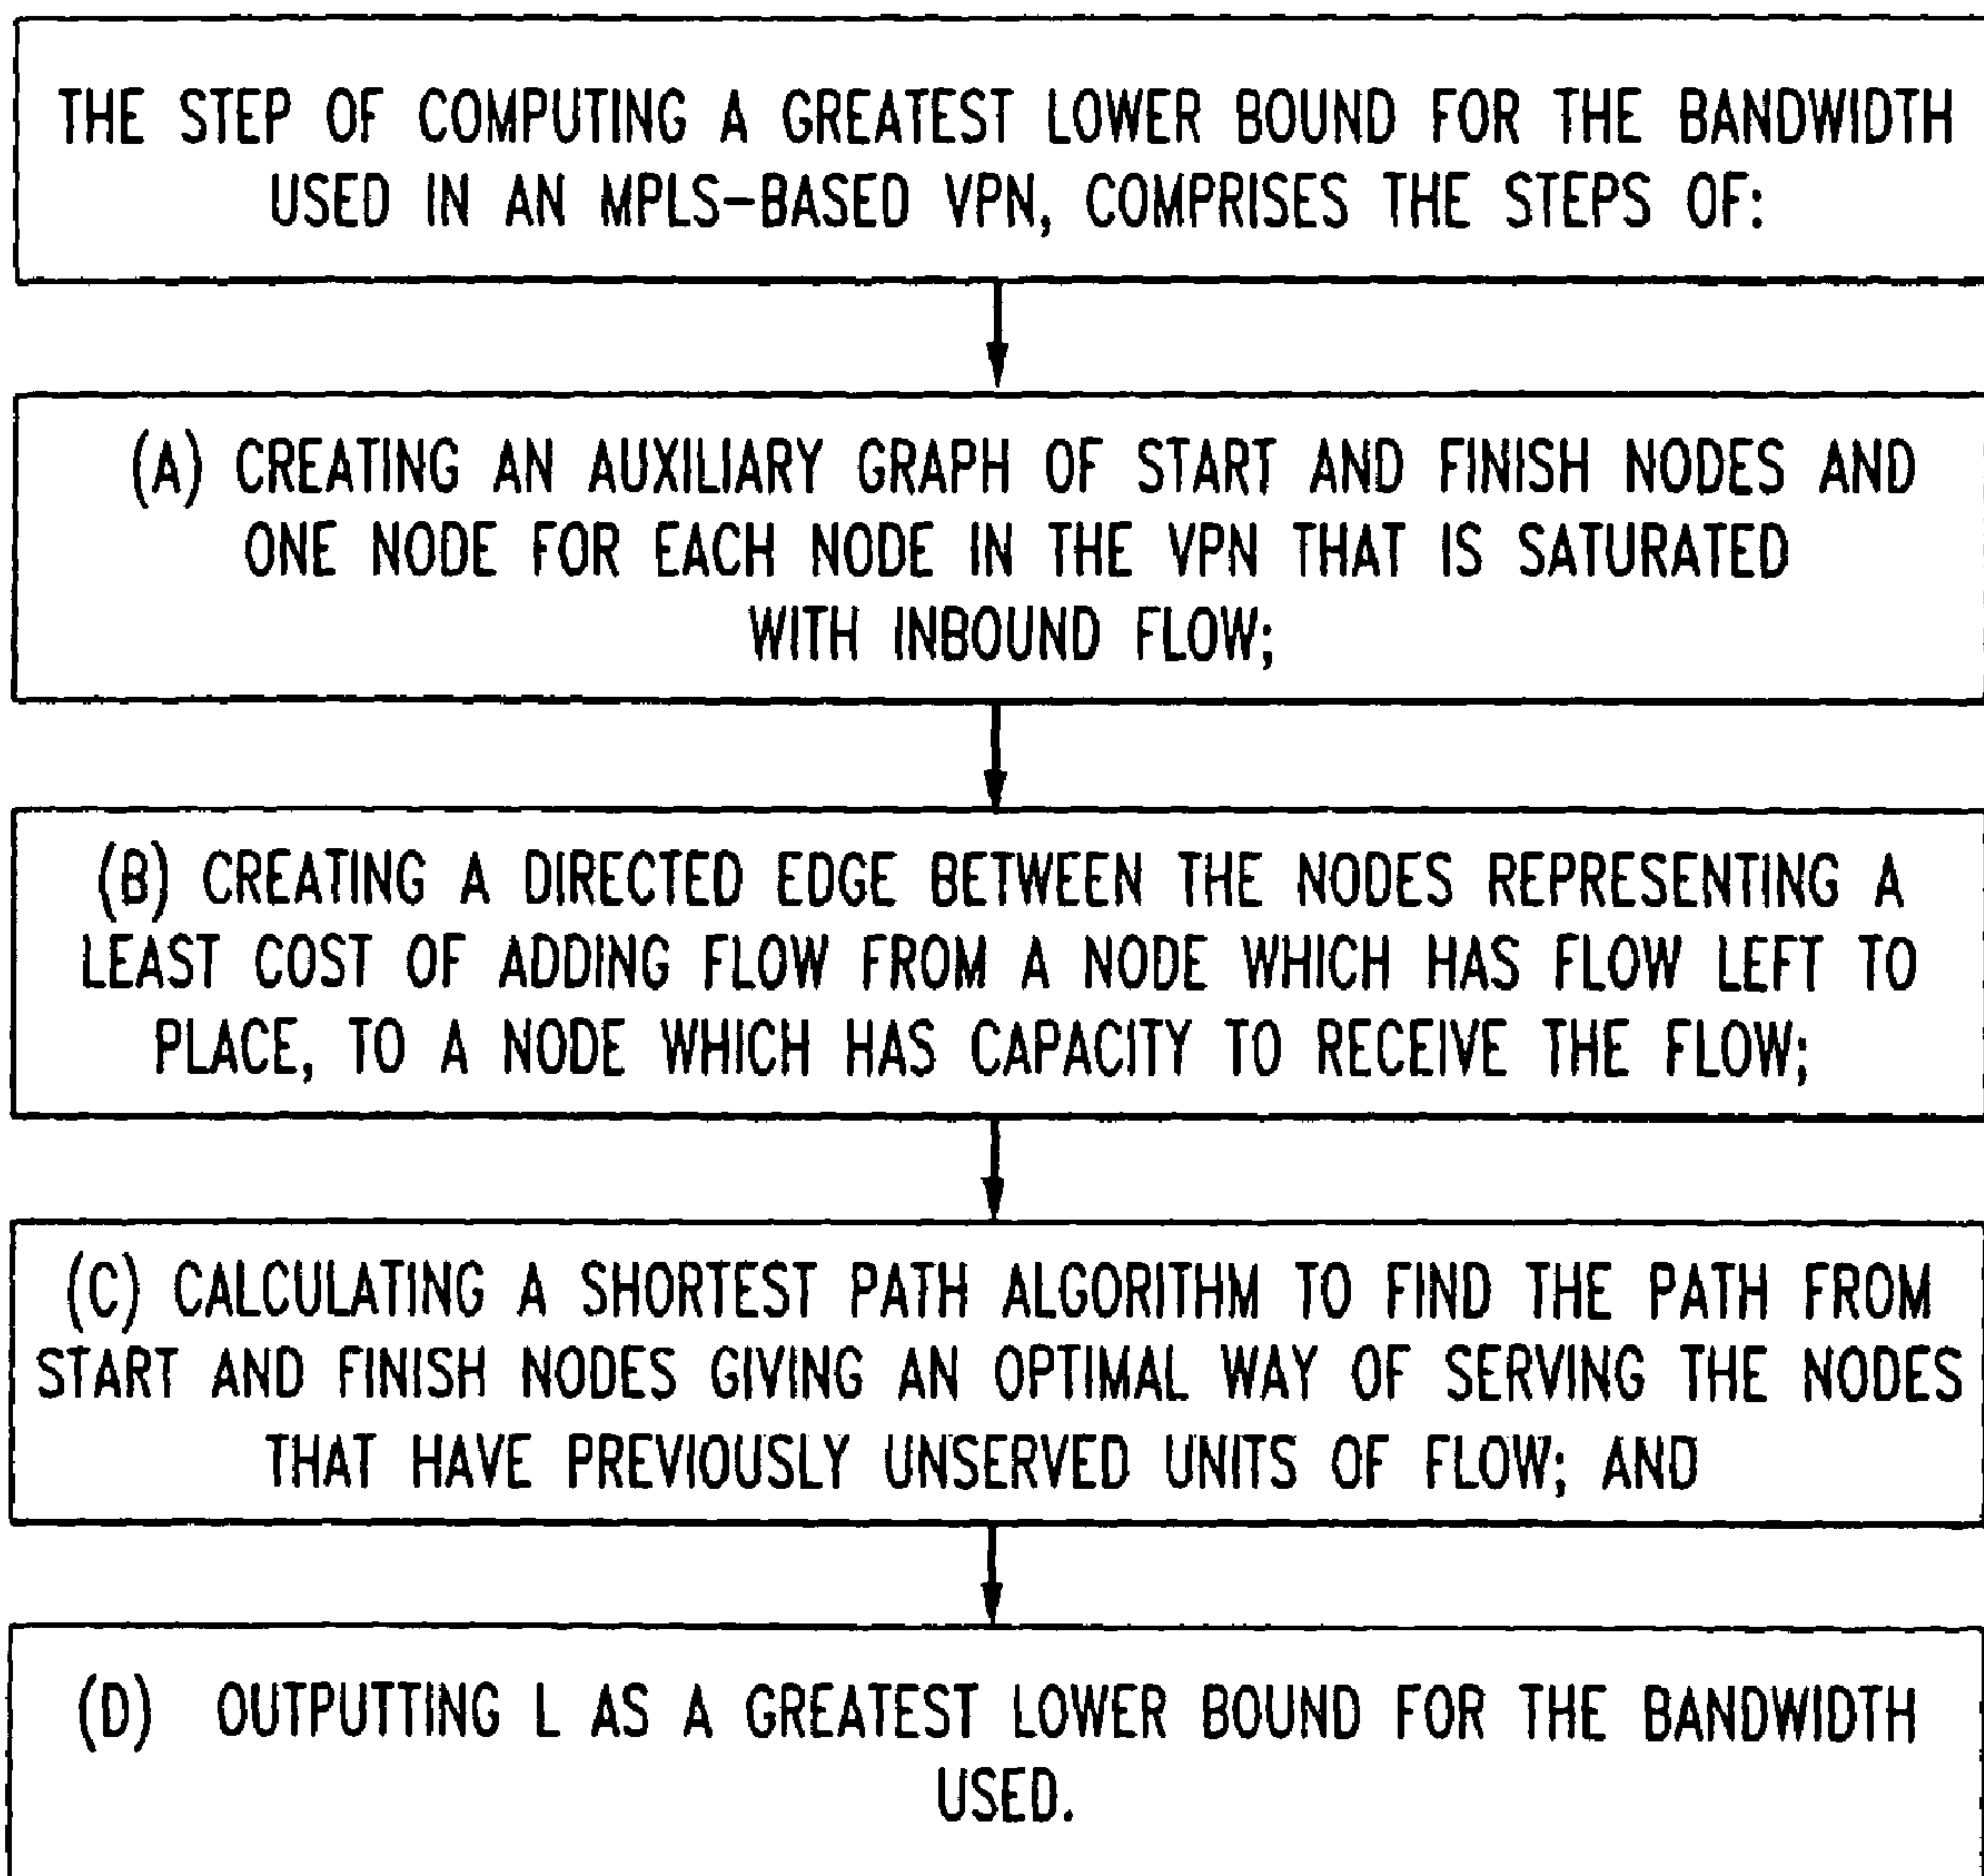 THE STEP OF COMPUTING A GREATEST LOWER BOUND FOR THE BANDWIDTH
USED IN AN MPLS-BASED VPN, COMPRISES THE STEPS OF:
(A) CREATING AN AUXILIARY GRAPH OF START AND FINISH NODES AND
ONE NODE FOR EACH NODE IN THE VPN THAT IS SATURATED
WITH INBOUND FLOW;
(B) CREATING A DIRECTED EDGE BETWEEN THE NODES REPRESENTING A
LEAST COST OF ADDING FLOW FROM A NODE WHICH HAS FLOW LEFT TO
PLACE, TO A NODE WHICH HAS CAPACITY TO RECEIVE THE FLOW;
(C) CALCULATING A SHORTEST PATH ALGORITHM TO FIND THE PATH FROM
START AND FINISH NODES GIVING AN OPTIMAL WAY OF SERVING THE NODES
THAT HAVE PREVIOUSLY UNSERVED UNITS OF FLOW; AND
(D) OUTPUTTING L AS A GREATEST LOWER BOUND FOR THE BANDWIDTH
USED.